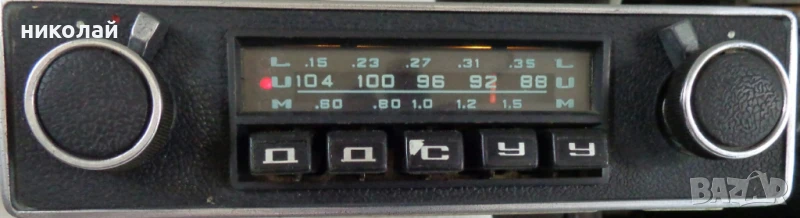 николай
L .15 .23 .27 .31 .35 L
U 104 100 96 92 88 U
M .60 .80 1.0 1.2 1.5 M
Д Д С У У
BAZAR